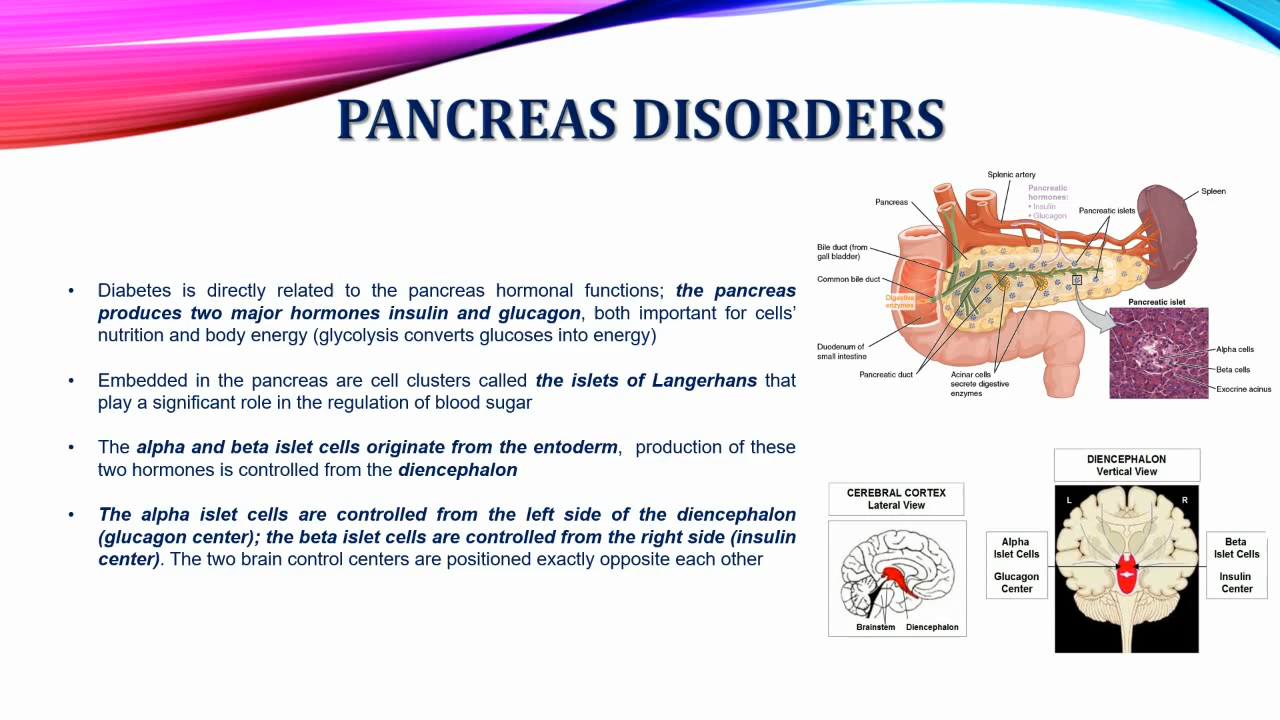 PANCREAS DISORDERS
• Diabetes is directly related to the pancreas hormonal functions; the pancreas
produces two major hormones insulin and glucagon, both important for cells’
nutrition and body energy (glycolysis converts glucoses into energy)
• Embedded in the pancreas are cell clusters called the islets of Langerhans that
play a significant role in the regulation of blood sugar
• The alpha and beta islet cells originate from the entoderm, production of these
two hormones is controlled from the diencephalon
• The alpha islet cells are controlled from the left side of the diencephalon
(glucagon center); the beta islet cells are controlled from the right side (insulin
center). The two brain control centers are positioned exactly opposite each other
Splenic artery
Pancreatic
hormones:
• Insulin
• Glucagon
Spleen
Pancreas
Pancreatic islets
Bile duct (from
gall bladder)
Common bile duct
Digestive
enzymes
Pancreatic islet
Duodenum of
small intestine
Alpha cells
Beta cells
Exocrine acinus
Pancreatic duct
Acinar cells
secrete digestive
enzymes
CEREBRAL CORTEX
Lateral View
Brainstem
Diencephalon
DIENCEPHALON
Vertical View
L
R
Alpha
Islet Cells
Glucagon
Center
Beta
Islet Cells
Insulin
Center